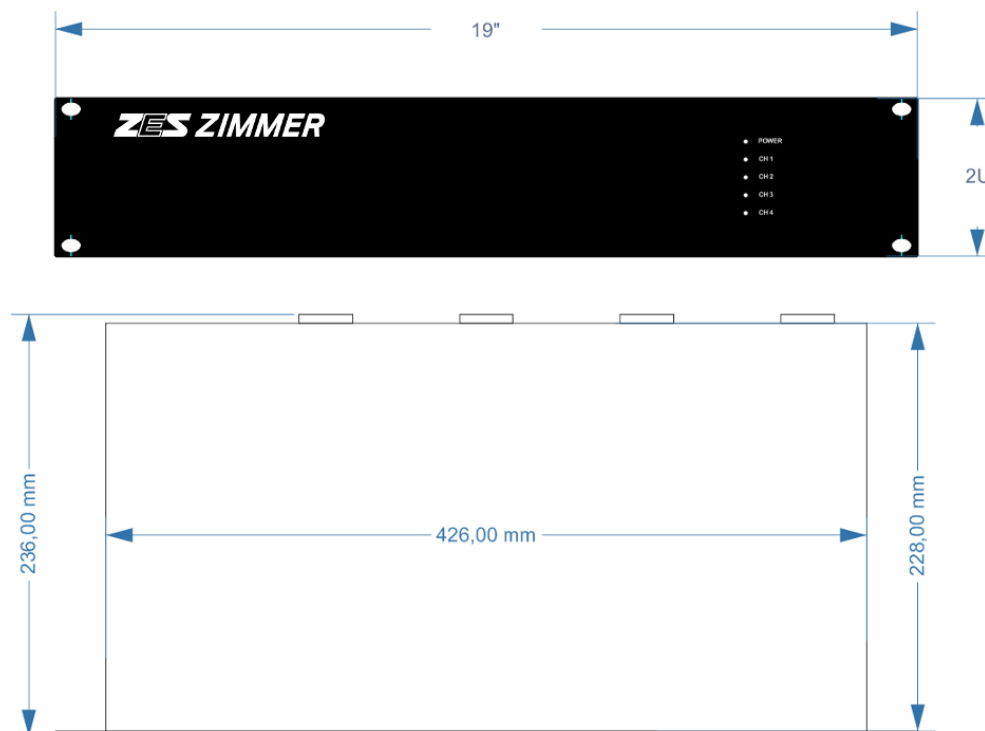 19"
ZES ZIMMER
POWER
CH 1
CH 2
CH 3
CH 4
2U
236,00 mm
426,00 mm
228,00 mm